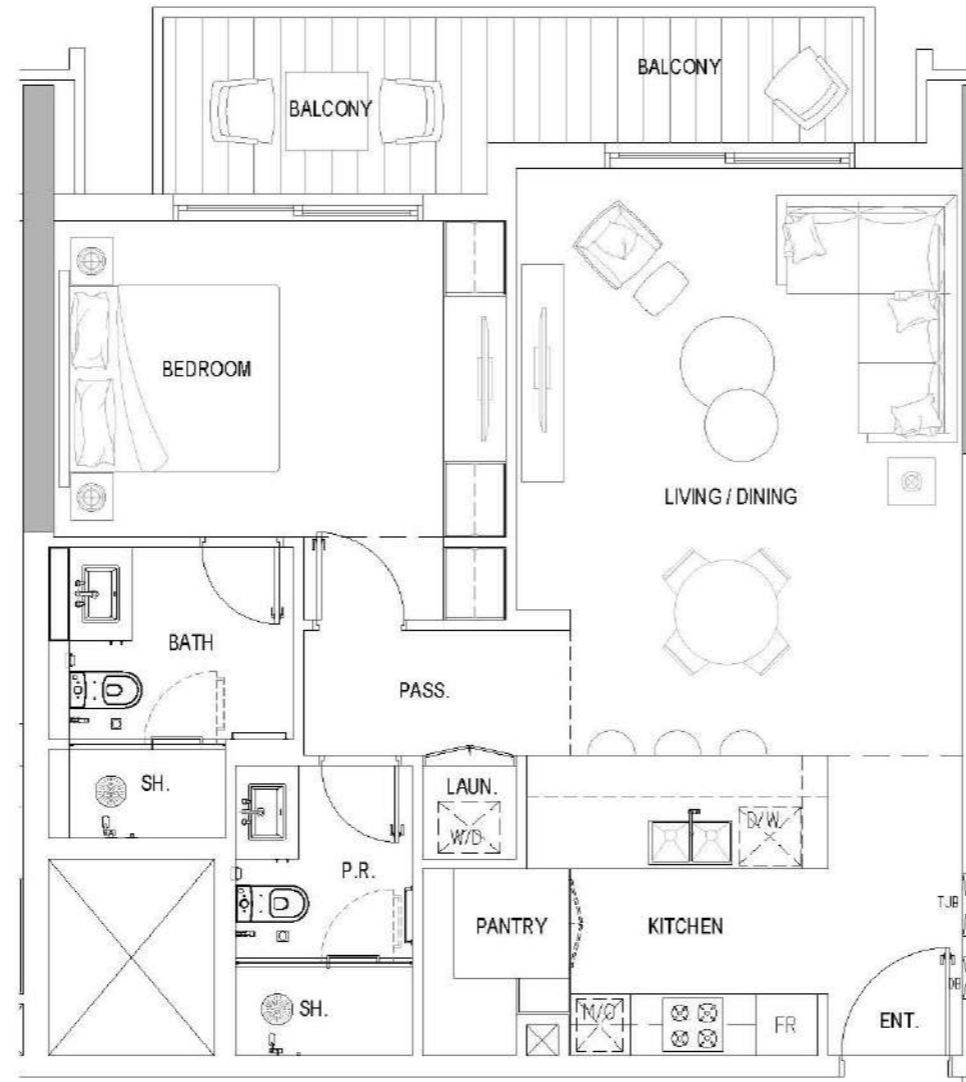 BALCONY
BALCONY
BEDROOM
LIVING / DINING
BATH
PASS.
SH.
LAUN.
W/D
D/W.
P.R.
PANTRY
KITCHEN
TJB
DB
SH.
M/O
FR
ENT.